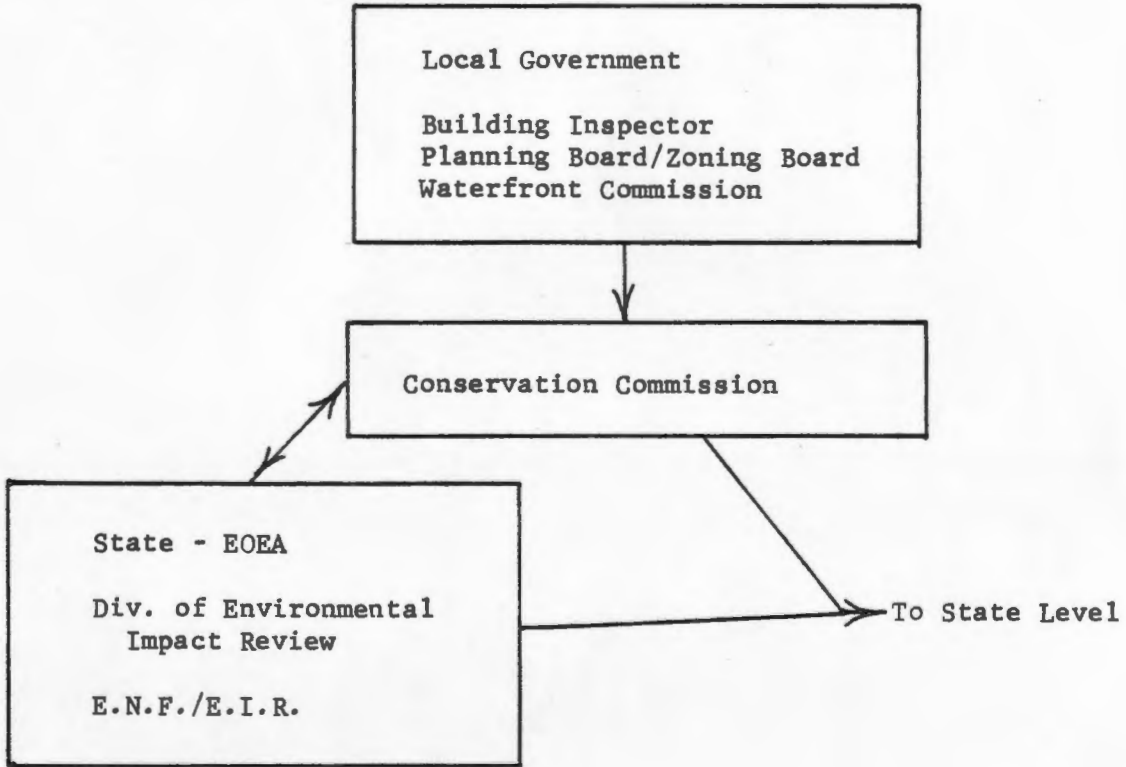 Local Government
Building Inspector
Planning Board/Zoning Board
Waterfront Commission
Conservation Commission
State - EOEA
Div. of Environmental
Impact Review
E.N.F./E.I.R.
To State Level